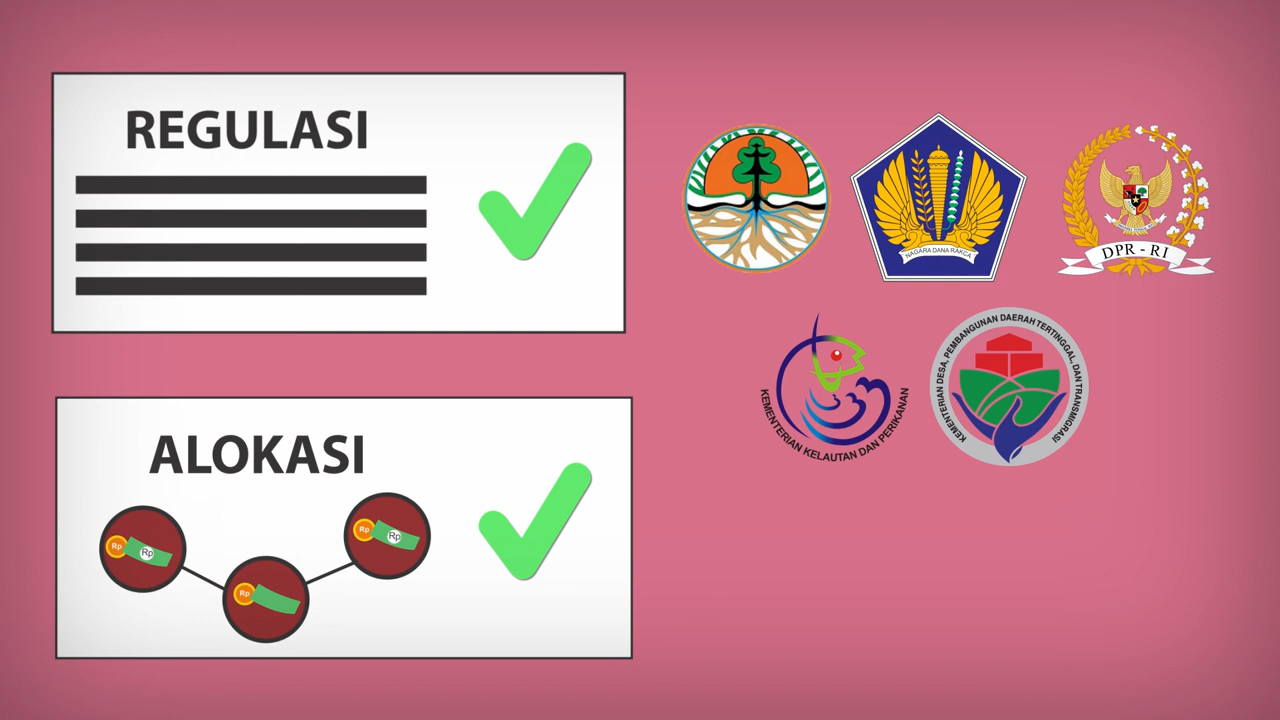 REGULASI
ALOKASI
Rp
Rp
Rp
Rp
Rp
NAGARA DANA RAKCA
DPR - RI
KEMENTERIAN KELAUTAN DAN PERIKANAN
KEMENTERIAN DESA, PEMBANGUNAN DAERAH TERTINGGAL, DAN TRANSMIGRASI